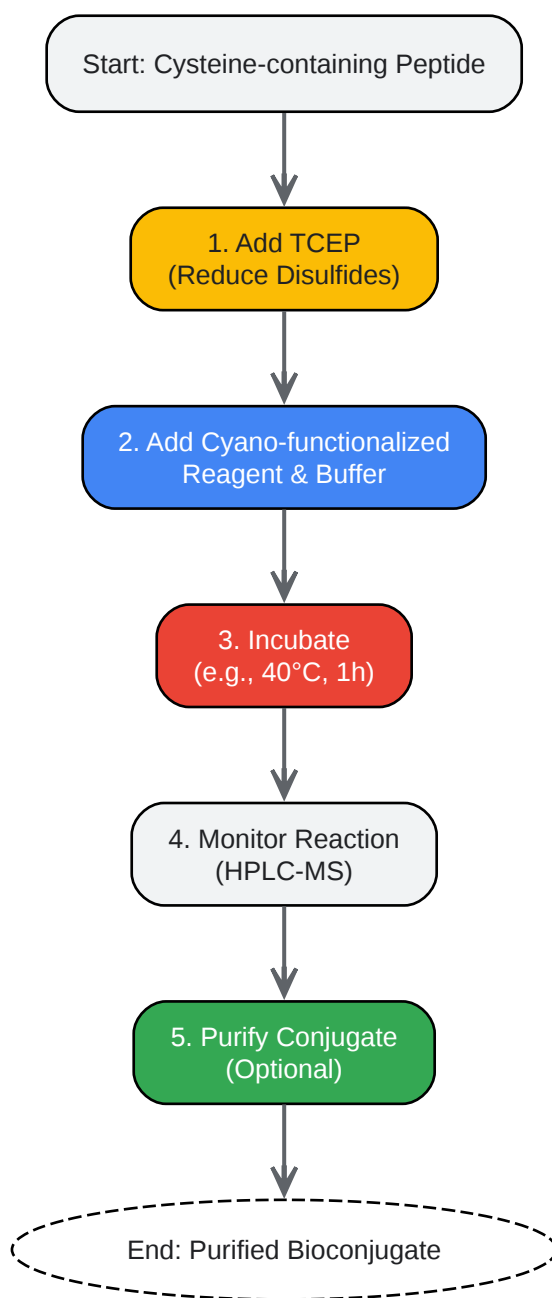 Start: Cysteine-containing Peptide
1. Add TCEP
(Reduce Disulfides)
2. Add Cyano-functionalized
Reagent & Buffer
3. Incubate
(e.g., 40°C, 1h)
4. Monitor Reaction
(HPLC-MS)
5. Purify Conjugate
(Optional)
End: Purified Bioconjugate